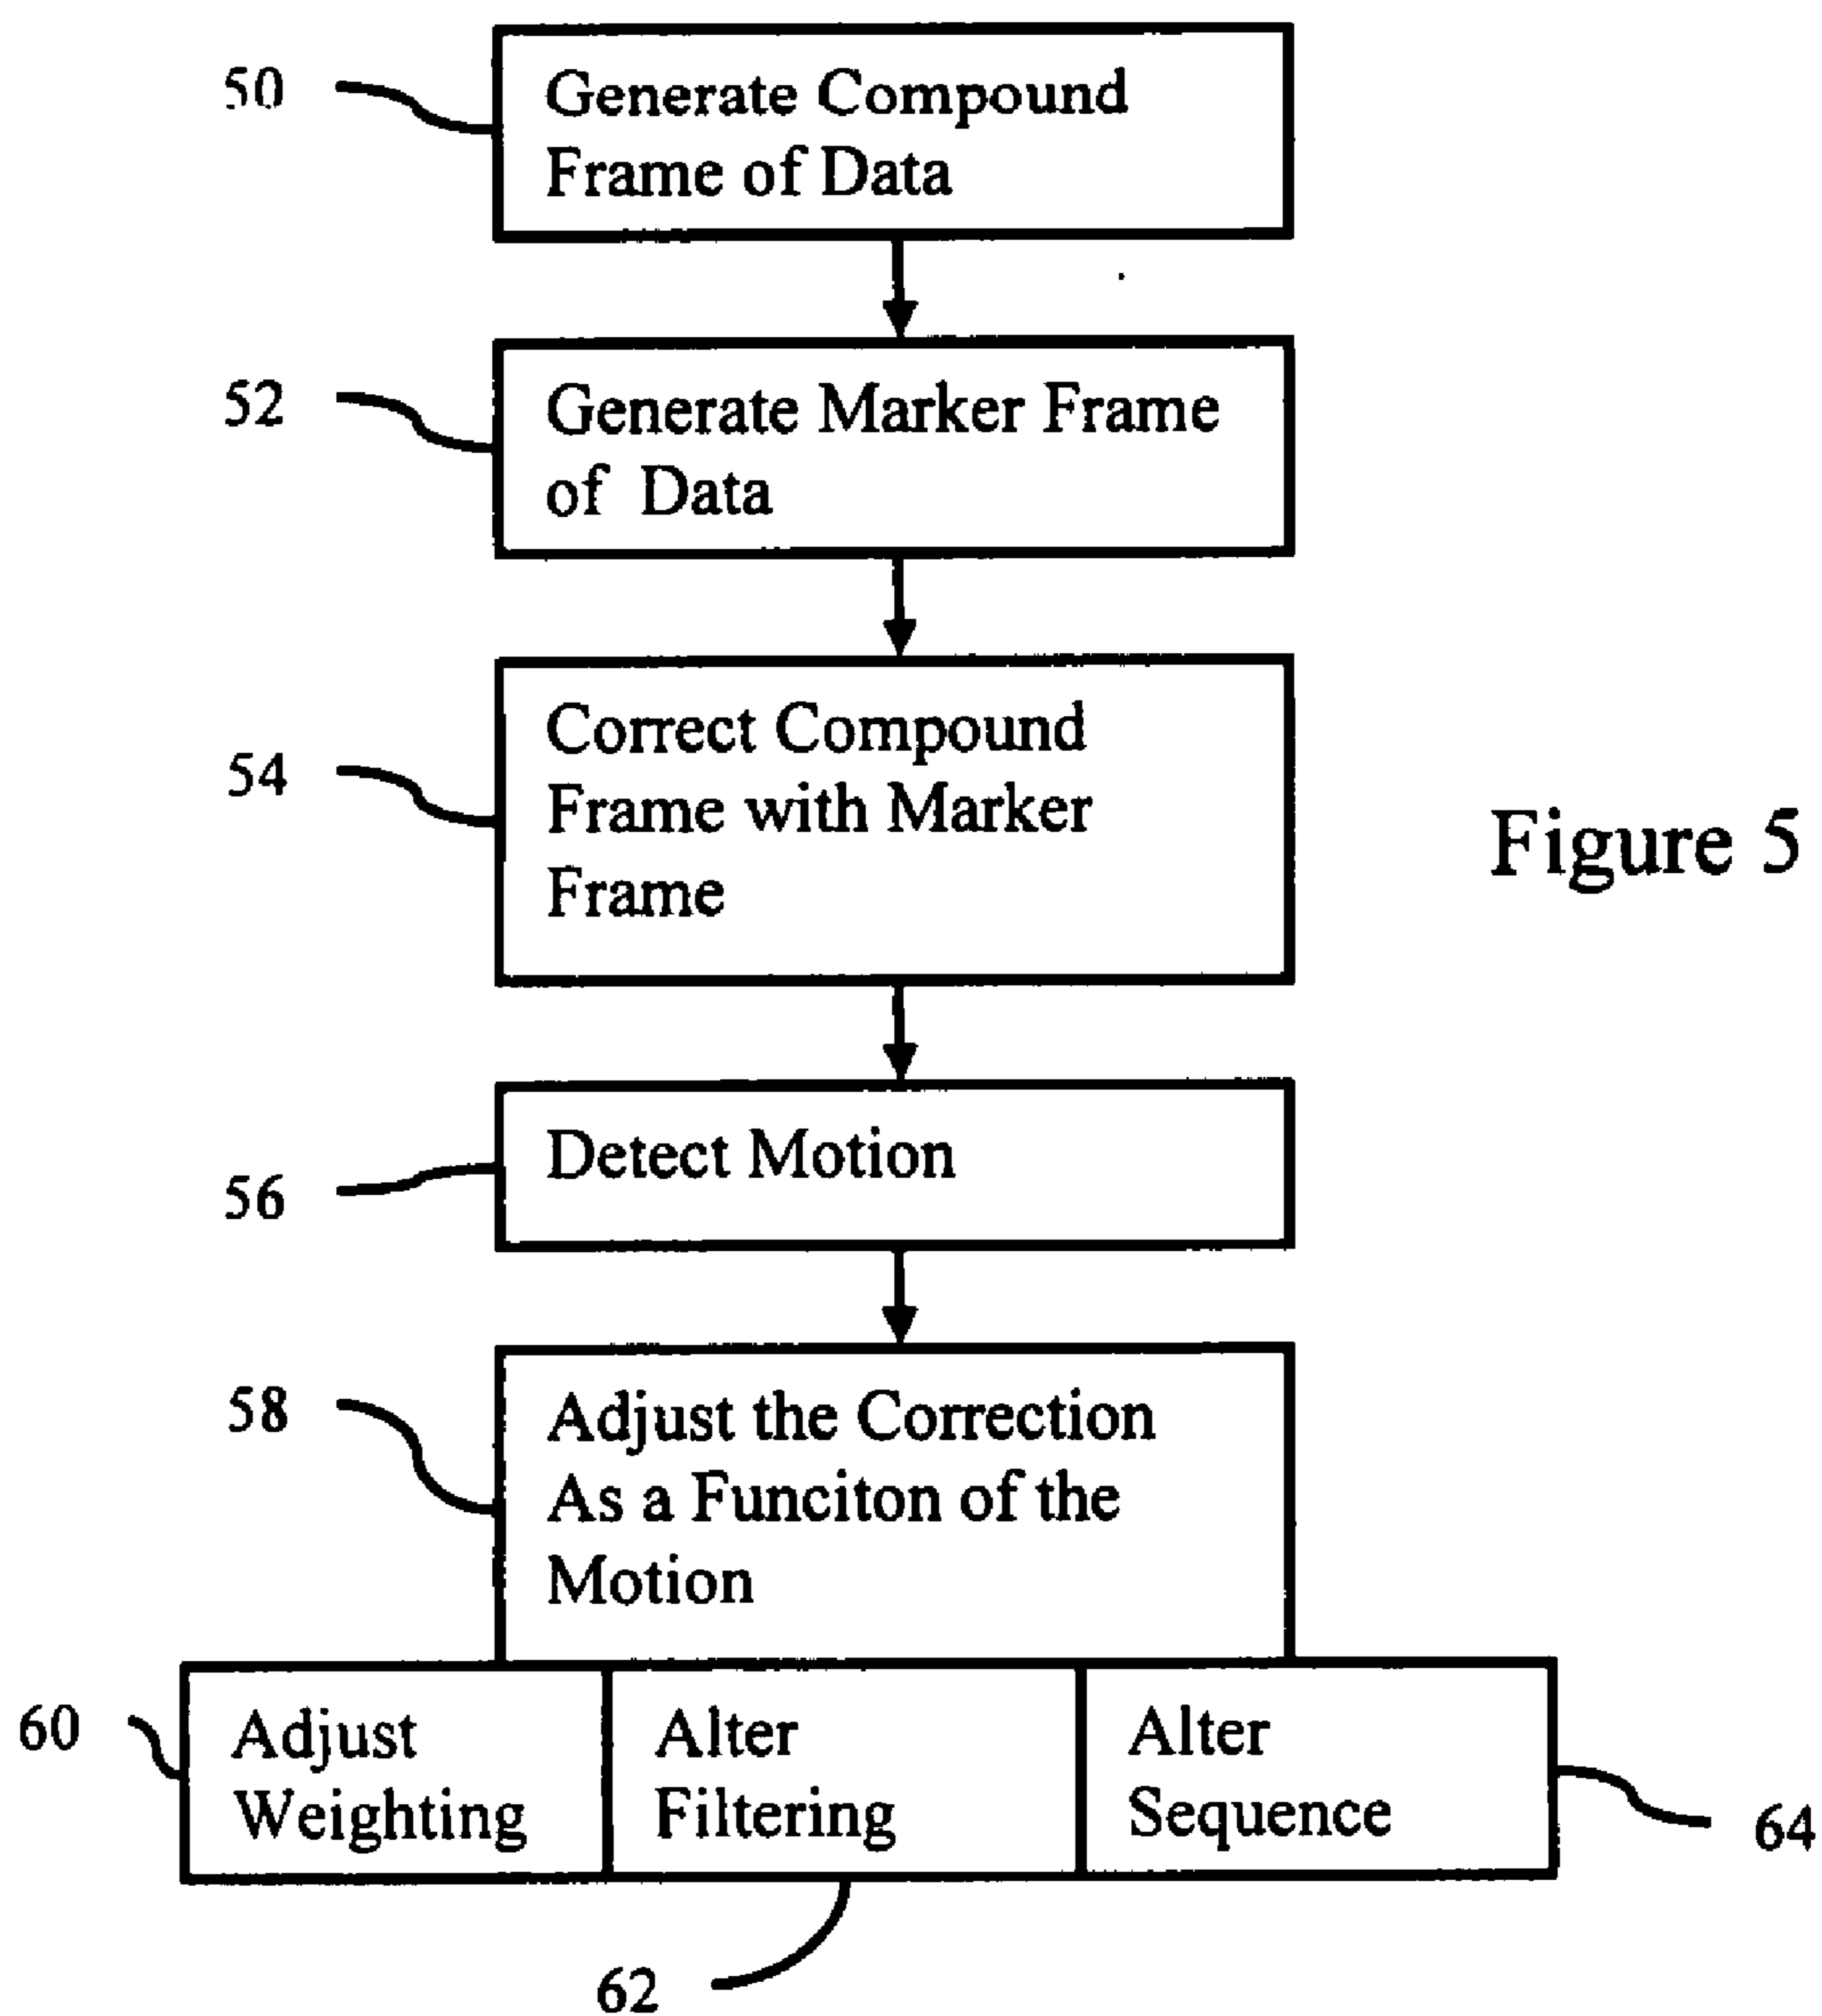 50
Generate Compound
Frame of Data
52
Generate Marker Frame
of Data
54
Correct Compound
Frame with Marker
Frame
Figure 5
56
Detect Motion
58
Adjust the Correction
As a Funciton of the
Motion
60
Adjust
Weighting
Alter
Filtering
Alter
Sequence
64
62